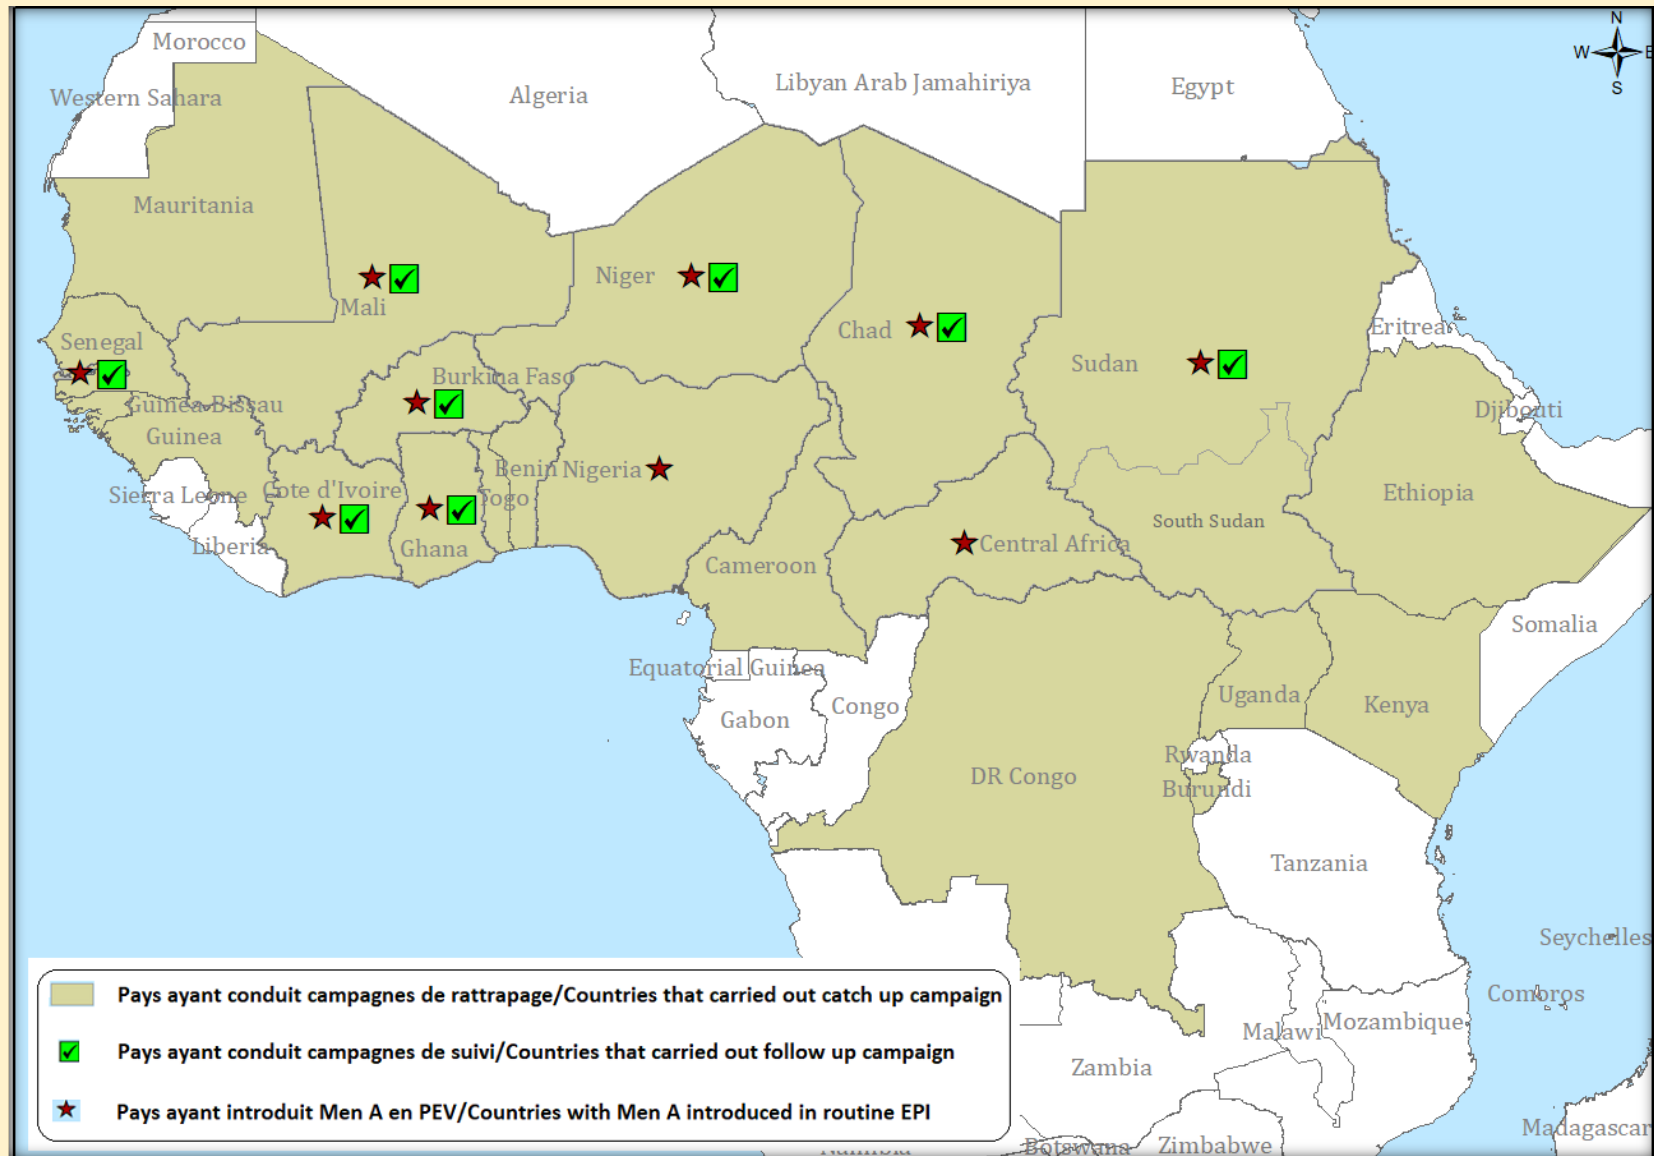 N
W E
S
Morocco
Western Sahara
Algeria
Libyan Arab Jamahiriya
Egypt
Mauritania
Mali
Niger
Chad
Sudan
Eritrea
Senegal
Burkina Faso
Guinea-Bissau
Guinea
Djibouti
Sierra Leone
Cote d'Ivoire
Benin
Nigeria
Togo
Ethiopia
South Sudan
Liberia
Ghana
Central Africa
Cameroon
Somalia
Equatorial Guinea
Gabon
Congo
Uganda
Kenya
Rwanda
DR Congo
Burundi
Tanzania
Seychelles
Comoros
Malawi
Mozambique
Zambia
Madagascar
Botswana
Zimbabwe
Namibia
Pays ayant conduit campagnes de rattrapage/Countries that carried out catch up campaign
Pays ayant conduit campagnes de suivi/Countries that carried out follow up campaign
Pays ayant introduit Men A en PEV/Countries with Men A introduced in routine EPI